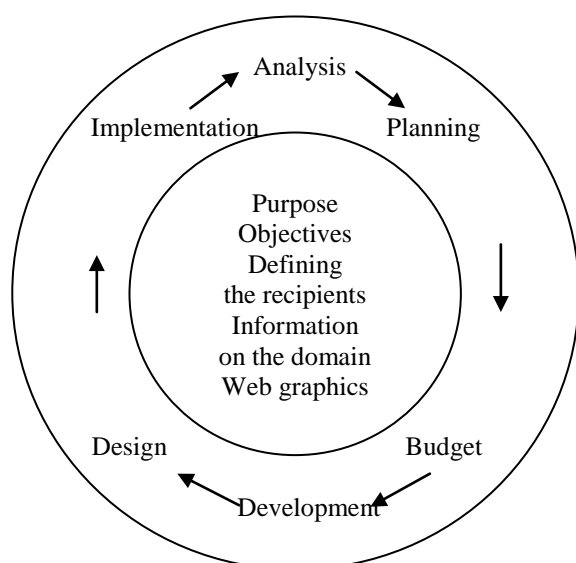 Analysis
Implementation
Planning
Purpose
Objectives
Defining
the recipients
Information
on the domain
Web graphics
Design
Budget
Development